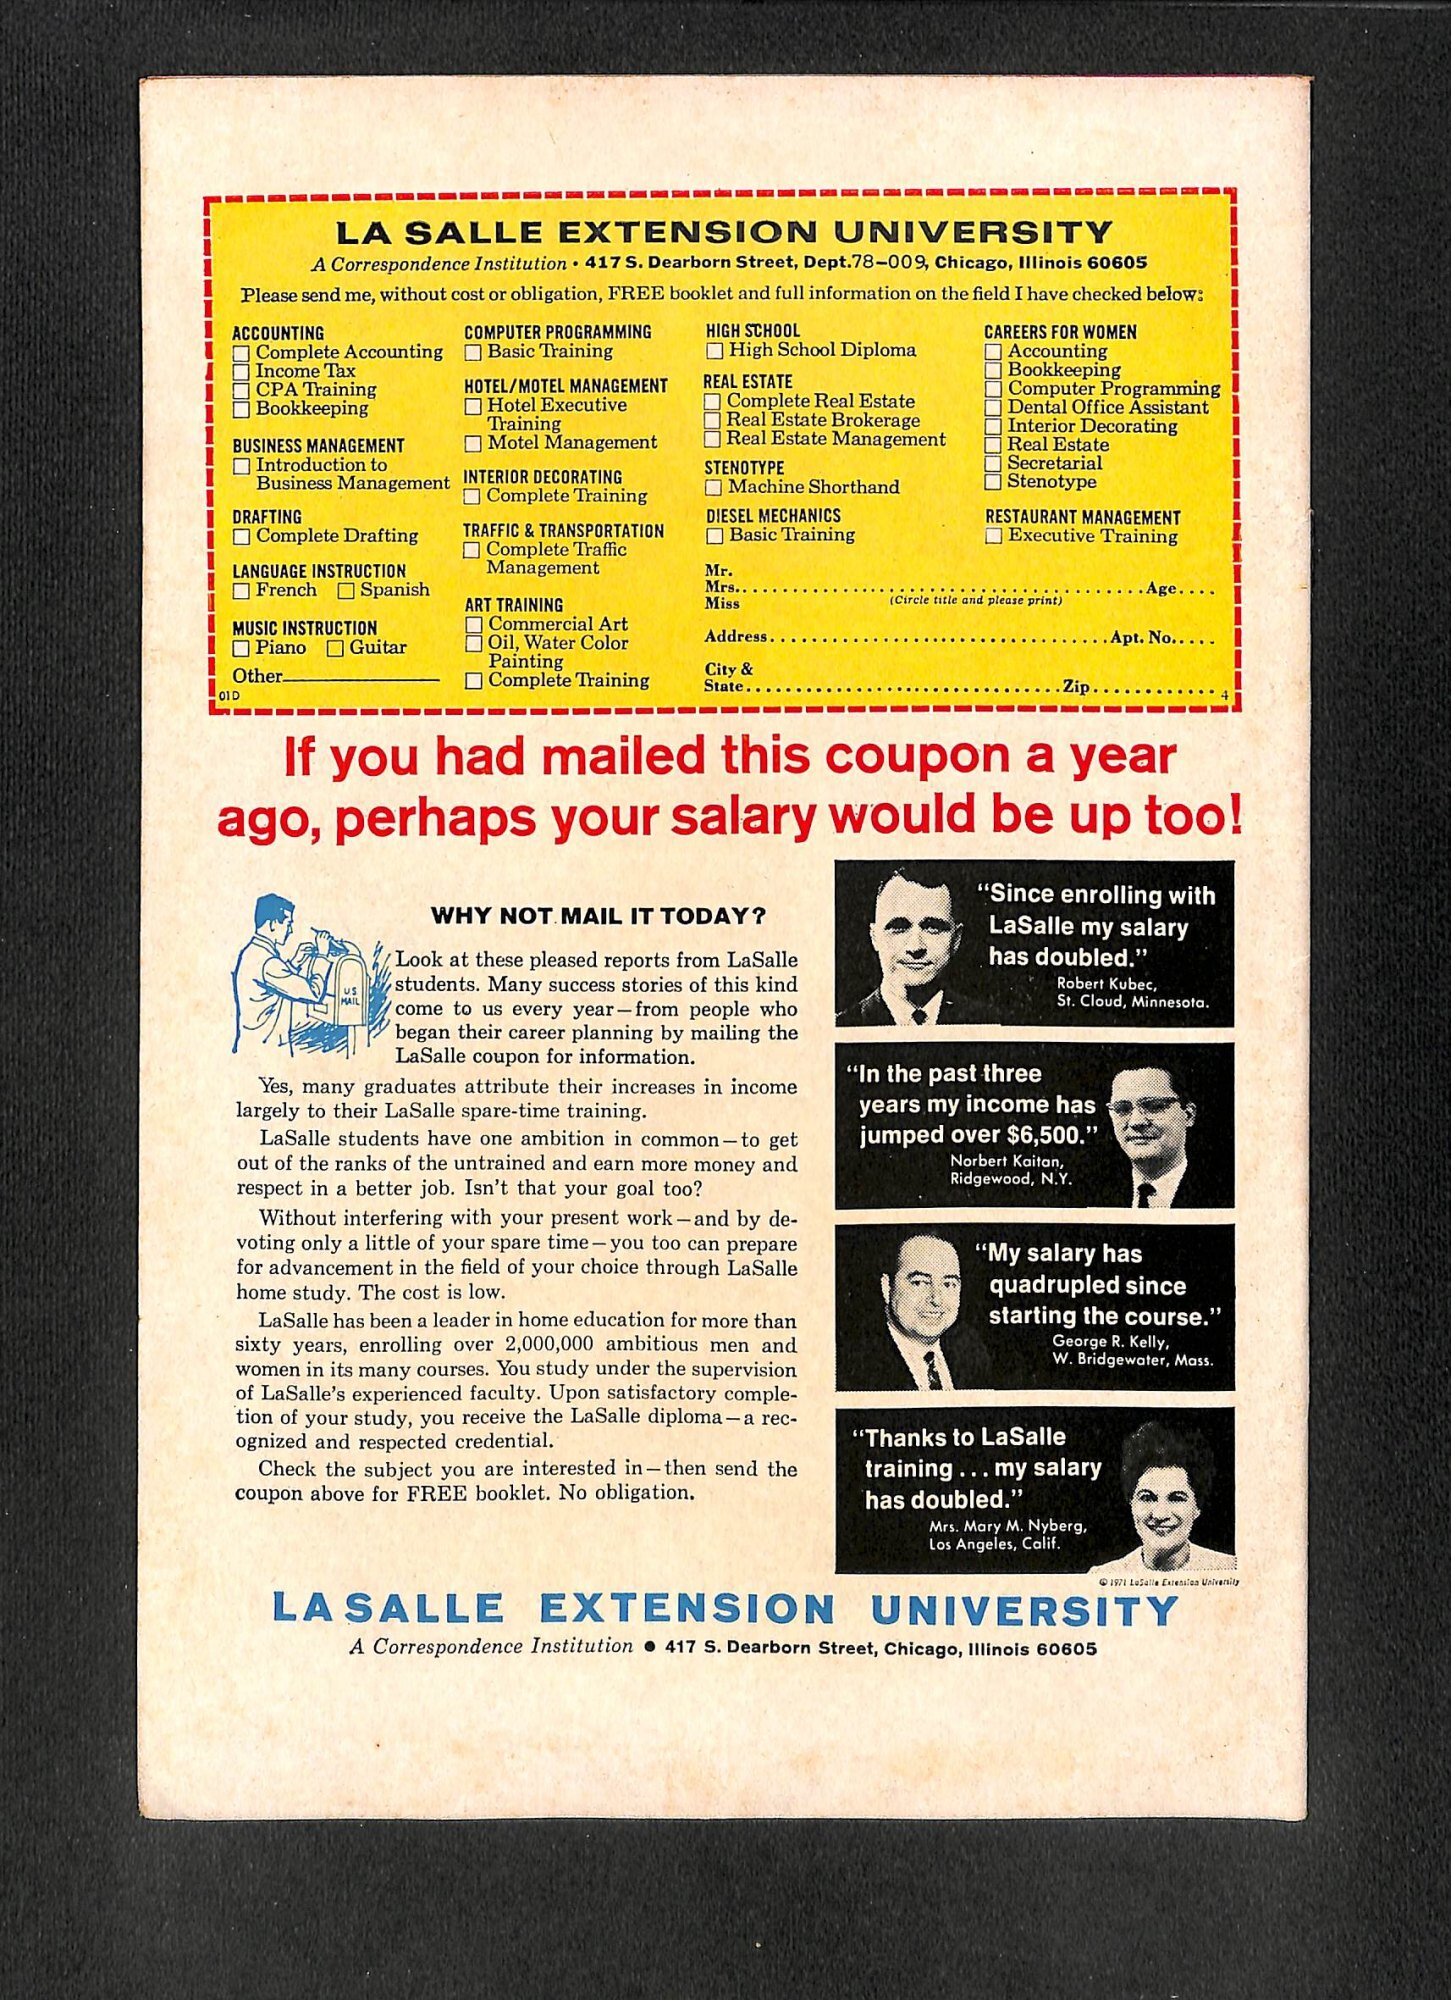 LA SALLE EXTENSION UNIVERSITY
A Correspondence Institution • 417 S. Dearborn Street, Dept. 78-009, Chicago, Illinois 60605
Please send me, without cost or obligation, FREE booklet and full information on the field I have checked below:
ACCOUNTING
Complete Accounting
Income Tax
CPA Training
Bookkeeping
BUSINESS MANAGEMENT
Introduction to
Business Management
DRAFTING
Complete Drafting
LANGUAGE INSTRUCTION
French Spanish
MUSIC INSTRUCTION
Piano Guitar
Other
01D
COMPUTER PROGRAMMING
Basic Training
HOTEL/MOTEL MANAGEMENT
Hotel Executive
Training
Motel Management
INTERIOR DECORATING
Complete Training
TRAFFIC & TRANSPORTATION
Complete Traffic
Management
ART TRAINING
Commercial Art
Oil, Water Color
Painting
Complete Training
HIGH SCHOOL
High School Diploma
REAL ESTATE
Complete Real Estate
Real Estate Brokerage
Real Estate Management
STENOTYPE
Machine Shorthand
DIESEL MECHANICS
Basic Training
CAREERS FOR WOMEN
Accounting
Bookkeeping
Computer Programming
Dental Office Assistant
Interior Decorating
Real Estate
Secretarial
Stenotype
RESTAURANT MANAGEMENT
Executive Training
Mr.
Mrs. Age
Miss (Circle title and please print)
Address Apt. No.
City &
State Zip 4
If you had mailed this coupon a year
ago, perhaps your salary would be up too!
WHY NOT MAIL IT TODAY?
U S
MAIL
Look at these pleased reports from LaSalle
students. Many success stories of this kind
come to us every year—from people who
began their career planning by mailing the
LaSalle coupon for information.
Yes, many graduates attribute their increases in income
largely to their LaSalle spare-time training.
LaSalle students have one ambition in common—to get
out of the ranks of the untrained and earn more money and
respect in a better job. Isn't that your goal too?
Without interfering with your present work—and by de-
voting only a little of your spare time—you too can prepare
for advancement in the field of your choice through LaSalle
home study. The cost is low.
LaSalle has been a leader in home education for more than
sixty years, enrolling over 2,000,000 ambitious men and
women in its many courses. You study under the supervision
of LaSalle's experienced faculty. Upon satisfactory comple-
tion of your study, you receive the LaSalle diploma—a rec-
ognized and respected credential.
Check the subject you are interested in—then send the
coupon above for FREE booklet. No obligation.
"Since enrolling with
LaSalle my salary
has doubled."
Robert Kubec,
St. Cloud, Minnesota.
"In the past three
years my income has
jumped over $6,500."
Norbert Kaitan,
Ridgewood, N.Y.
"My salary has
quadrupled since
starting the course."
George R. Kelly,
W. Bridgewater, Mass.
"Thanks to LaSalle
training ... my salary
has doubled."
Mrs. Mary M. Nyberg,
Los Angeles, Calif.
© 1971 LaSalle Extension University
LASALLE EXTENSION UNIVERSITY
A Correspondence Institution • 417 S. Dearborn Street, Chicago, Illinois 60605